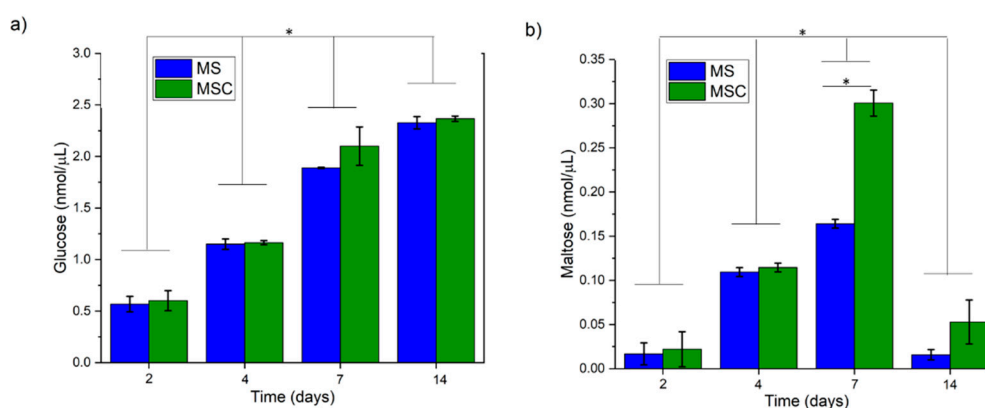 a)
*
3.0
2.5
2.0
1.5
1.0
0.5
0.0
Glucose (nmol/µL)
MS
MSC
2 4 7 14
Time (days)
b)
*
*
0.35
0.30
0.25
0.20
0.15
0.10
0.05
0.00
Maltose (nmol/µL)
MS
MSC
2 4 7 14
Time (days)